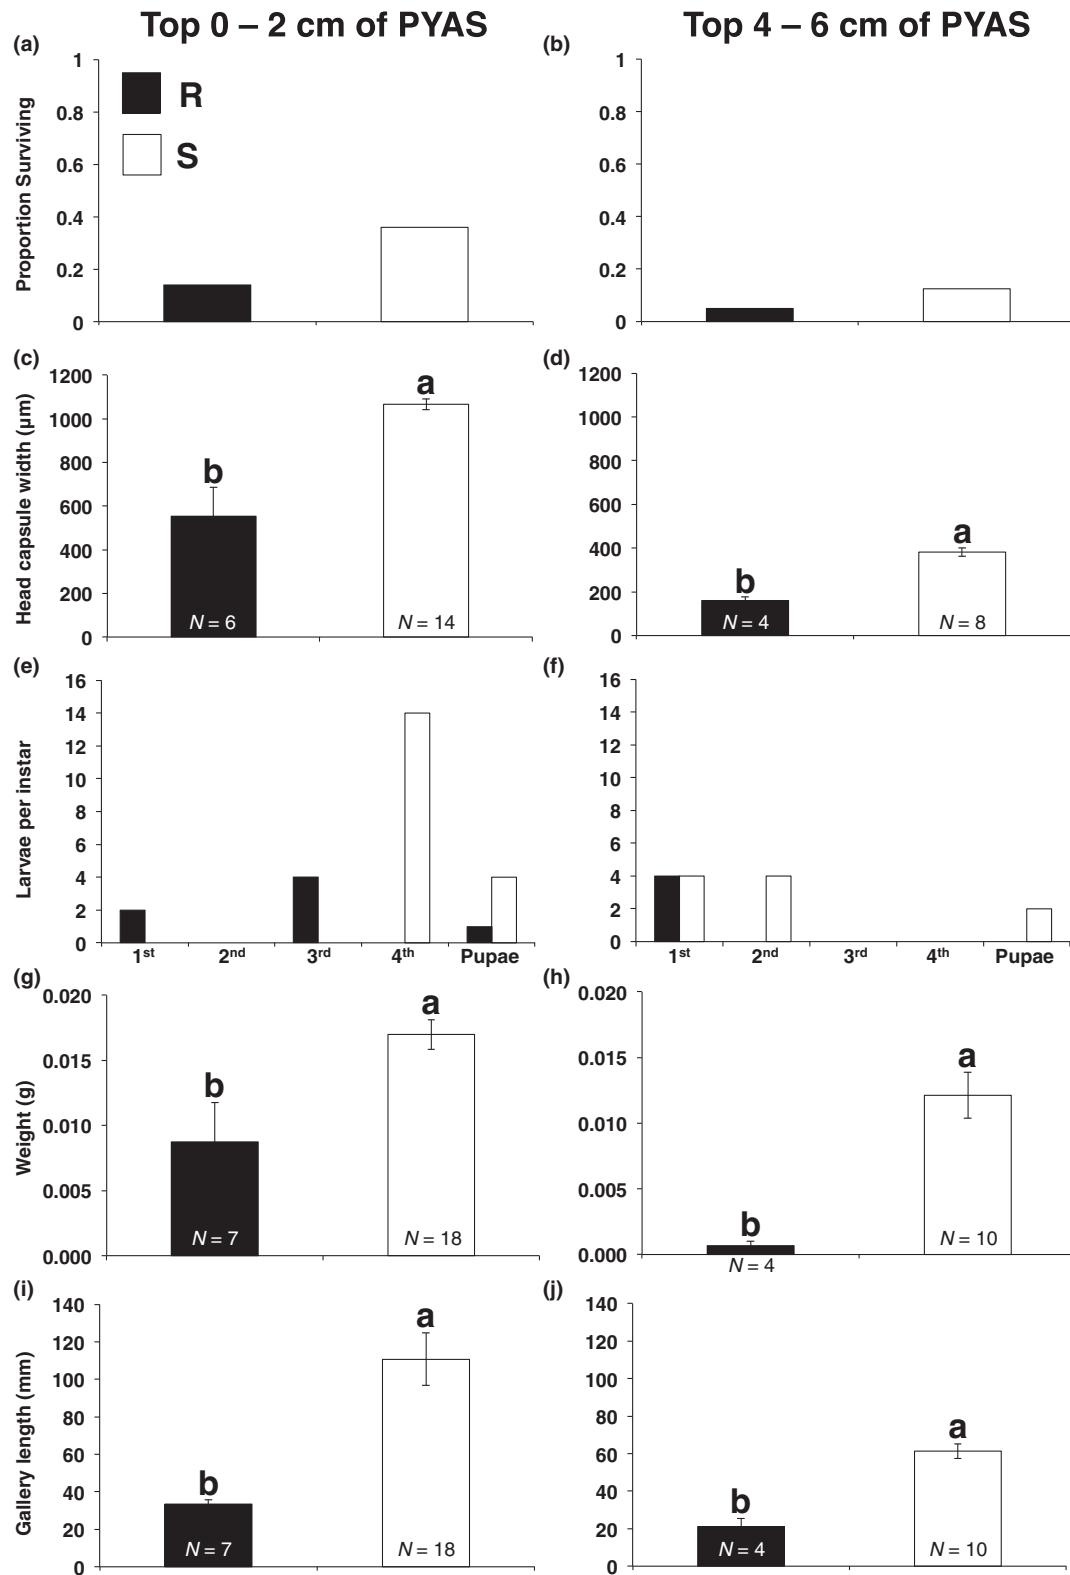 Top 0 – 2 cm of PYAS
Top 4 – 6 cm of PYAS
(a)
Proportion Surviving
1
0.8
0.6
0.4
0.2
0
R
S
(b)
1
0.8
0.6
0.4
0.2
0
(c)
Head capsule width (µm)
1200
1000
800
600
400
200
0
b
a
N = 6
N = 14
(d)
1200
1000
800
600
400
200
0
b
a
N = 4
N = 8
(e)
Larvae per instar
16
14
12
10
8
6
4
2
0
1st 2nd 3rd 4th Pupae
(f)
16
14
12
10
8
6
4
2
0
1st 2nd 3rd 4th Pupae
(g)
Weight (g)
0.020
0.015
0.010
0.005
0.000
b
a
N = 7
N = 18
(h)
0.020
0.015
0.010
0.005
0.000
b
a
N = 4
N = 10
(i)
Gallery length (mm)
140
120
100
80
60
40
20
0
b
a
N = 7
N = 18
(j)
140
120
100
80
60
40
20
0
b
a
N = 4
N = 10